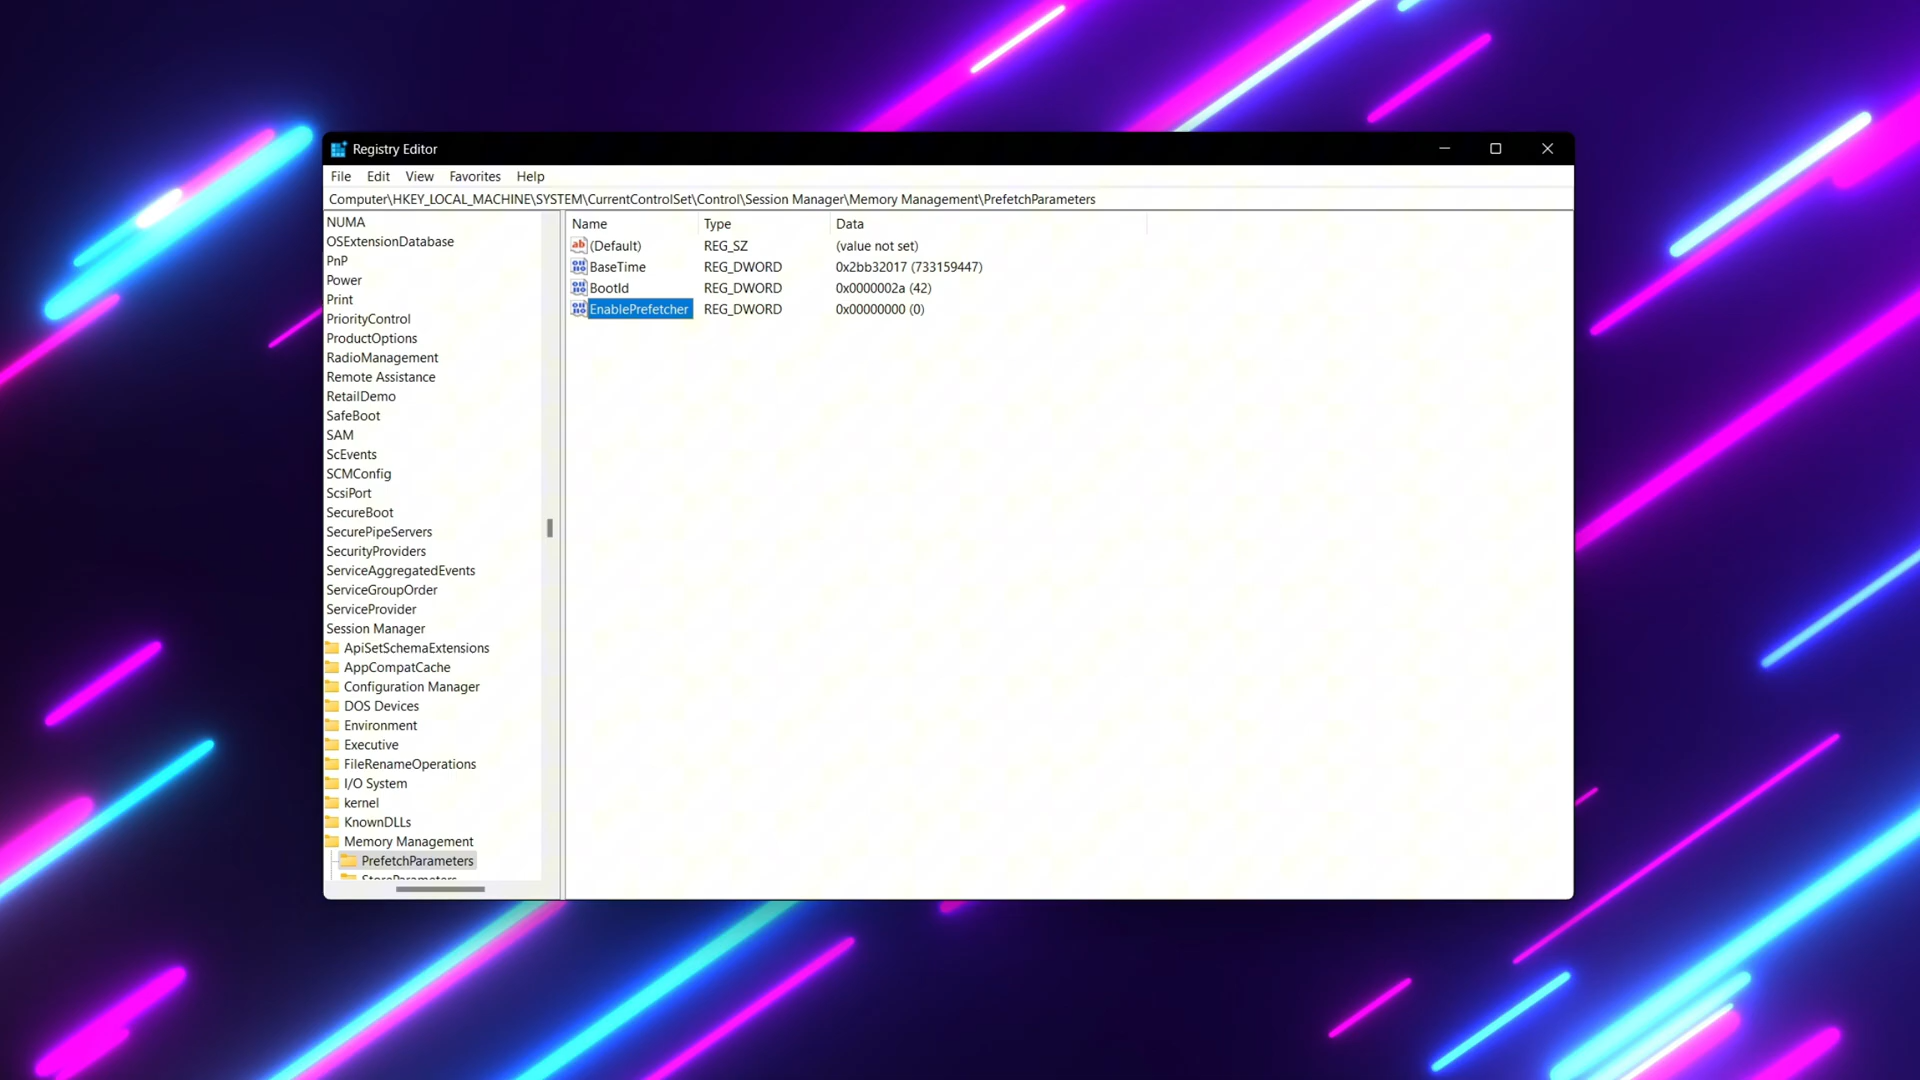 Registry Editor
File Edit View Favorites Help
Computer\HKEY_LOCAL_MACHINE\SYSTEM\CurrentControlSet\Control\Session Manager\Memory Management\PrefetchParameters
NUMA
OSExtensionDatabase
PnP
Power
Print
PriorityControl
ProductOptions
RadioManagement
Remote Assistance
RetailDemo
SafeBoot
SAM
ScEvents
SCMConfig
ScsiPort
SecureBoot
SecurePipeServers
SecurityProviders
ServiceAggregatedEvents
ServiceGroupOrder
ServiceProvider
Session Manager
ApiSetSchemaExtensions
AppCompatCache
Configuration Manager
DOS Devices
Environment
Executive
FileRenameOperations
I/O System
kernel
KnownDLLs
Memory Management
PrefetchParameters
StoreParameters
Name Type Data
(Default) REG_SZ (value not set)
BaseTime REG_DWORD 0x2bb32017 (733159447)
BootId REG_DWORD 0x0000002a (42)
EnablePrefetcher REG_DWORD 0x00000000 (0)